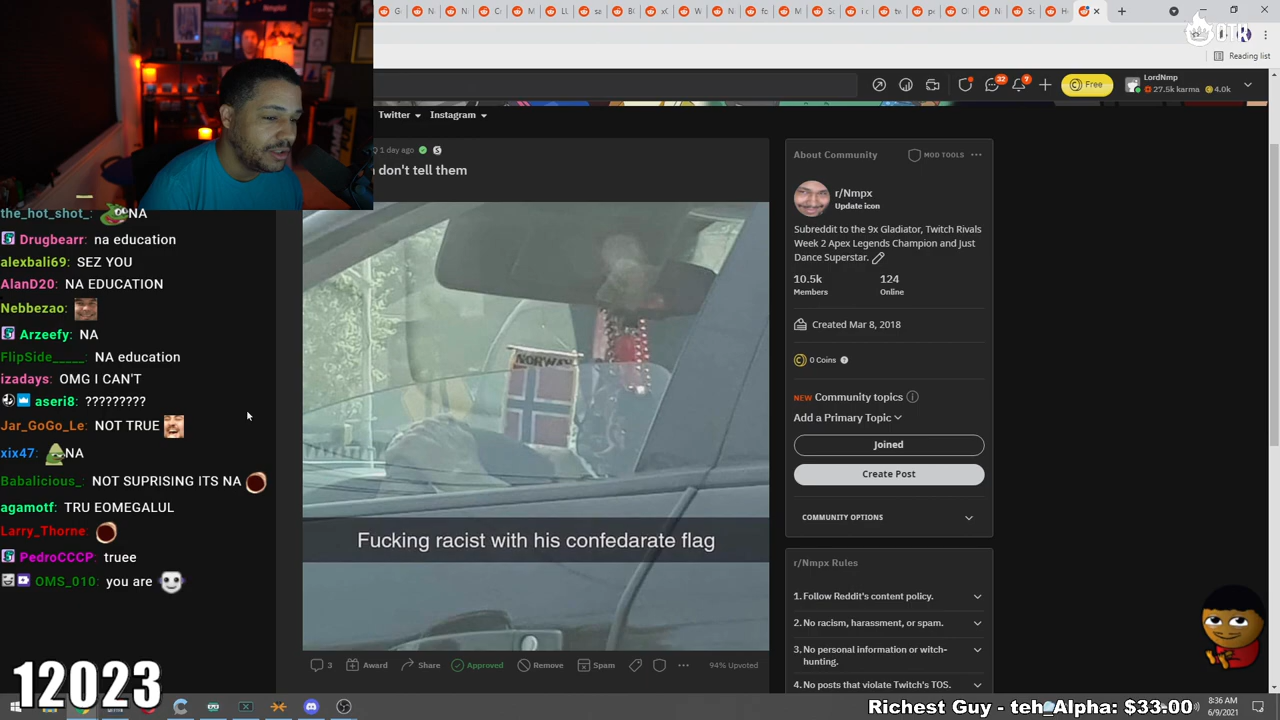 Reading list
OTK
Free
32
7
LordNmp
27.5k karma
4.0k
Twitter
Instagram
1 day ago
don't tell them
the_hot_shot_: NA
Drugbearr: na education
alexbali69: SEZ YOU
AlanD20: NA EDUCATION
Nebbezao:
Arzeefy: NA
FlipSide_____: NA education
izadays: OMG I CAN'T
aseri8: ?????????
Jar_GoGo_Le: NOT TRUE
xix47: NA
Babalicious_: NOT SUPRISING ITS NA
agamotf: TRU EOMEGALUL
Larry_Thorne:
PedroCCCP: truee
OMS_010: you are
12023
NORWAY
Fucking racist with his confedarate flag
3
Award
Share
Approved
Remove
Spam
94% Upvoted
About Community
MOD TOOLS
r/Nmpx
Update icon
Subreddit to the 9x Gladiator, Twitch Rivals
Week 2 Apex Legends Champion and Just
Dance Superstar.
10.5k 124
Members Online
Created Mar 8, 2018
0 Coins
NEW Community topics
Add a Primary Topic
Joined
Create Post
COMMUNITY OPTIONS
r/Nmpx Rules
1. Follow Reddit's content policy.
2. No racism, harassment, or spam.
3. No personal information or witch-
hunting.
4. No posts that violate Twitch's TOS.
Richest Guy - teh_Alpha: $33.00
8:36 AM
6/9/2021